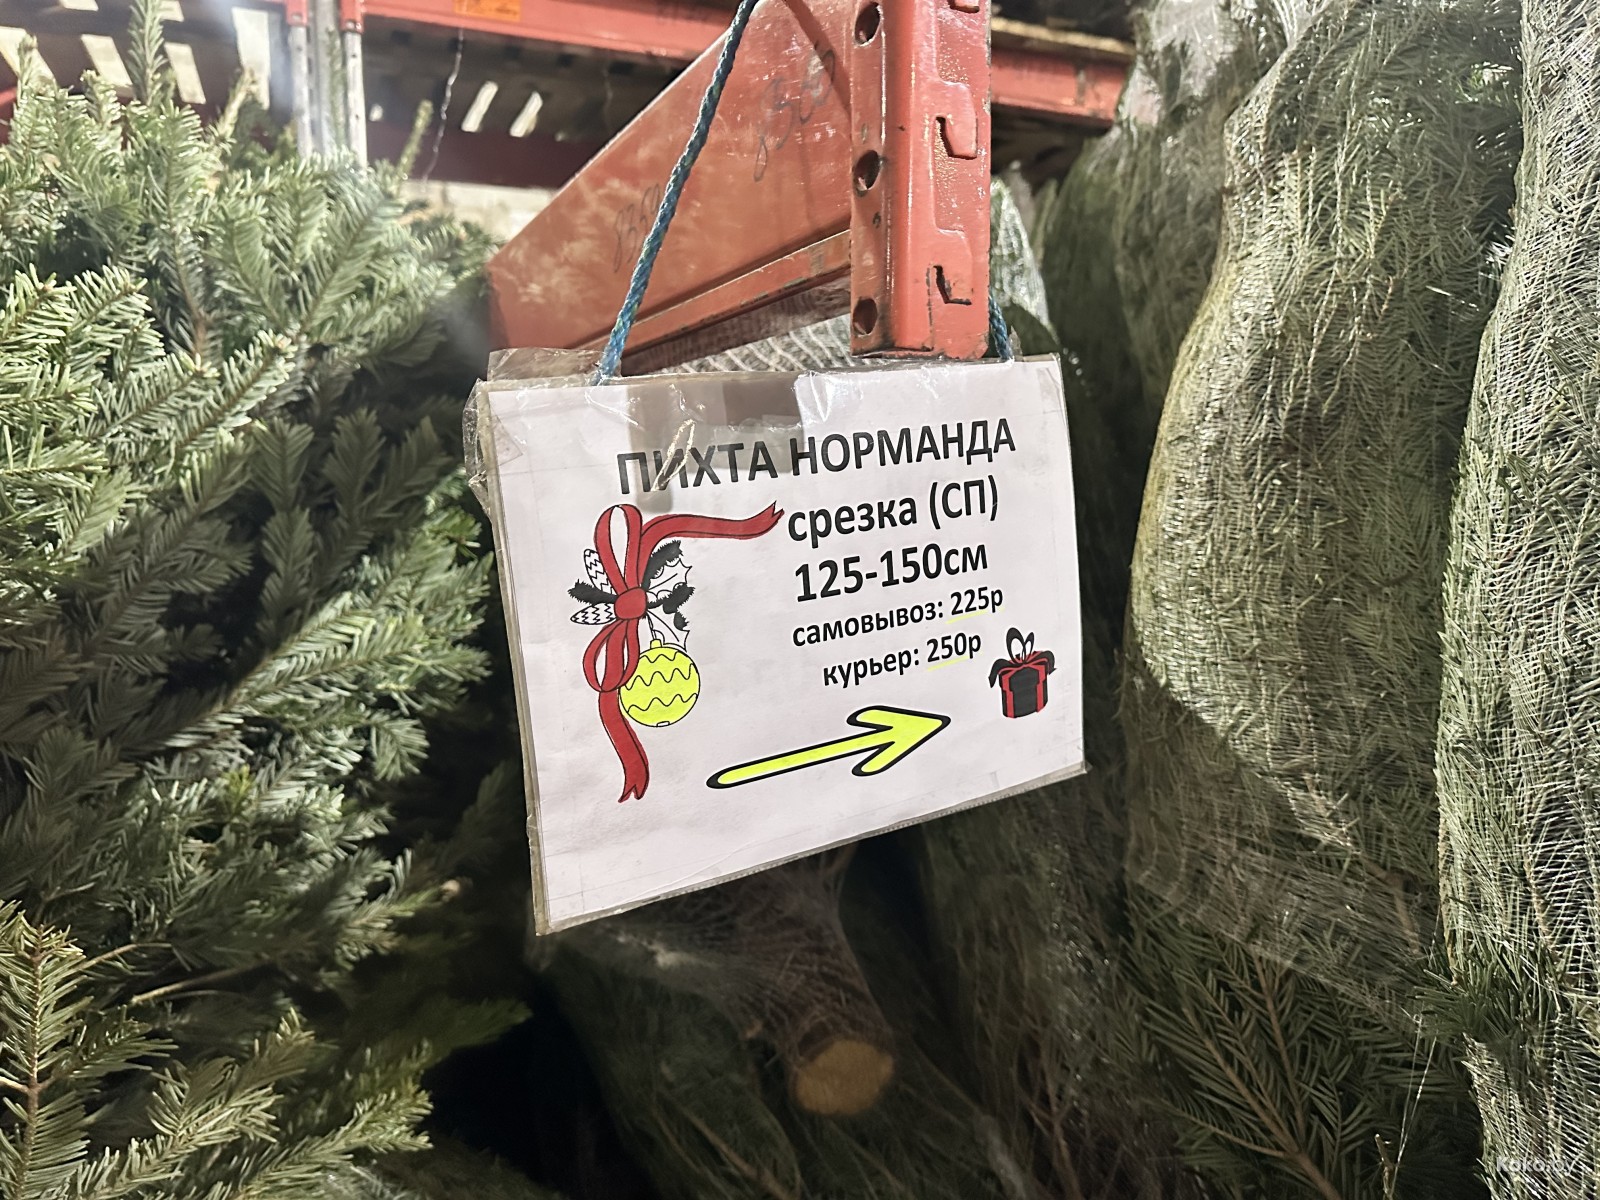 ПИХТА НОРМАНДА
срезка (СП)
125-150см
самовывоз: 225р
курьер: 250р